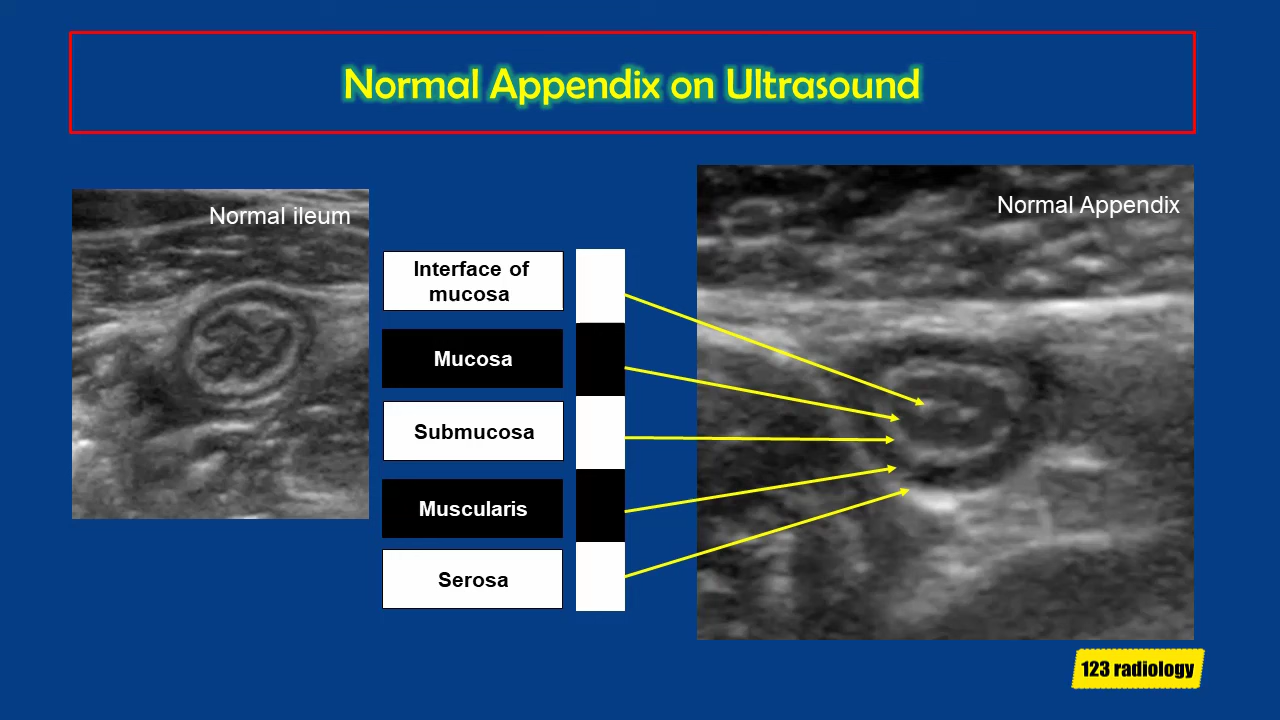 Normal Appendix on Ultrasound
Normal ileum
Normal Appendix
Interface of
mucosa
Mucosa
Submucosa
Muscularis
Serosa
123 radiology